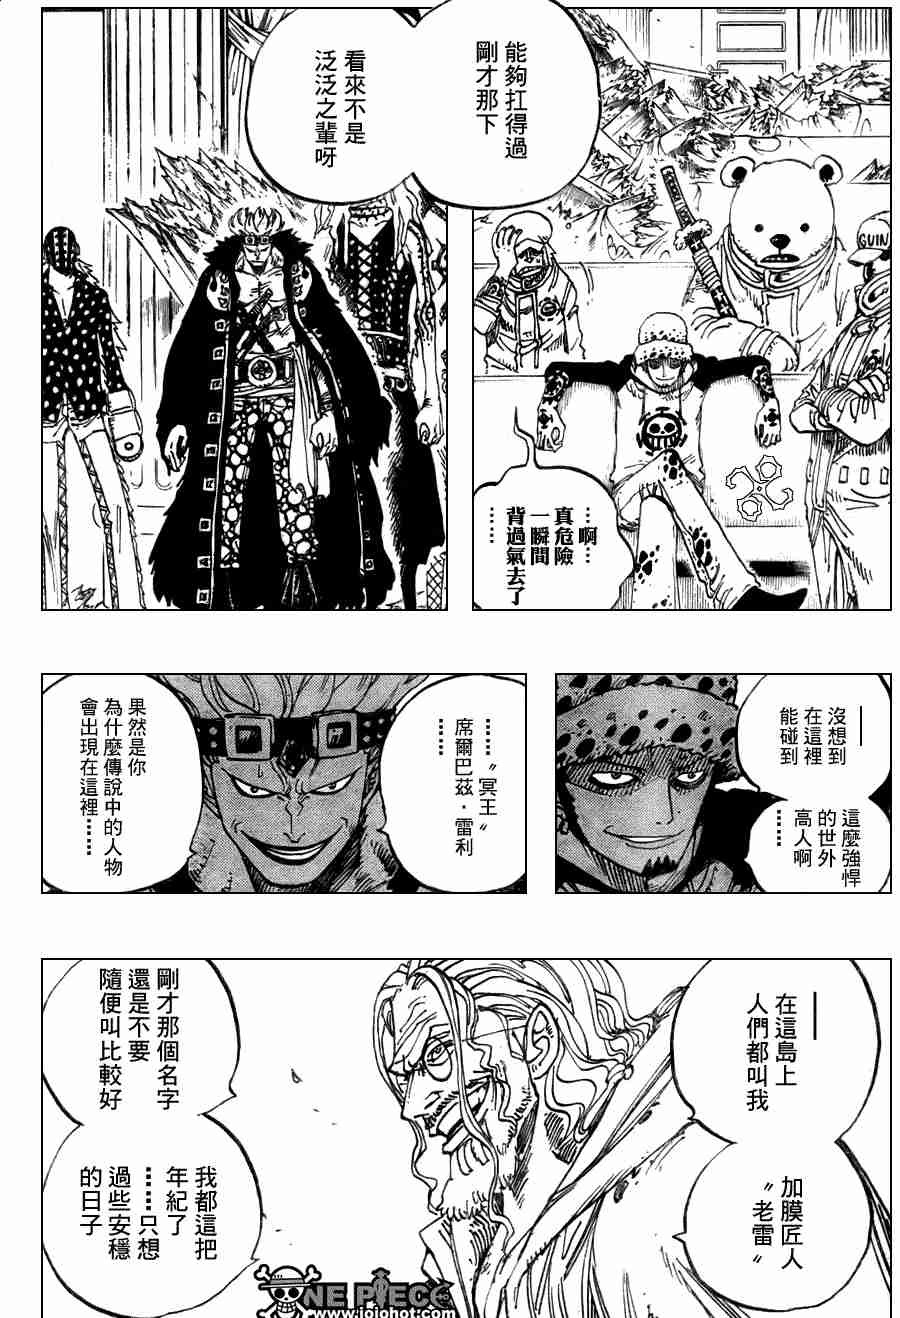 能夠扛得過
剛才那下
看來不是
泛泛之輩呀
GUIN
…啊…
真危險
一瞬間
背過氣去了
……
——
沒想到
在這裡
能碰到
這麼強悍
的世外
高人啊
……
……〝冥王〞
席爾巴茲·雷利
……
果然是你
為什麼傳說中的人物
會出現在這裡……
——
在這島上
人們都叫我
加膜匠人
〝老雷〞
剛才那個名字
還是不要
隨便叫比較好
我都這把
年紀了
……只想
過些安穩
的日子
ONE PIECE
www.jojohot.com